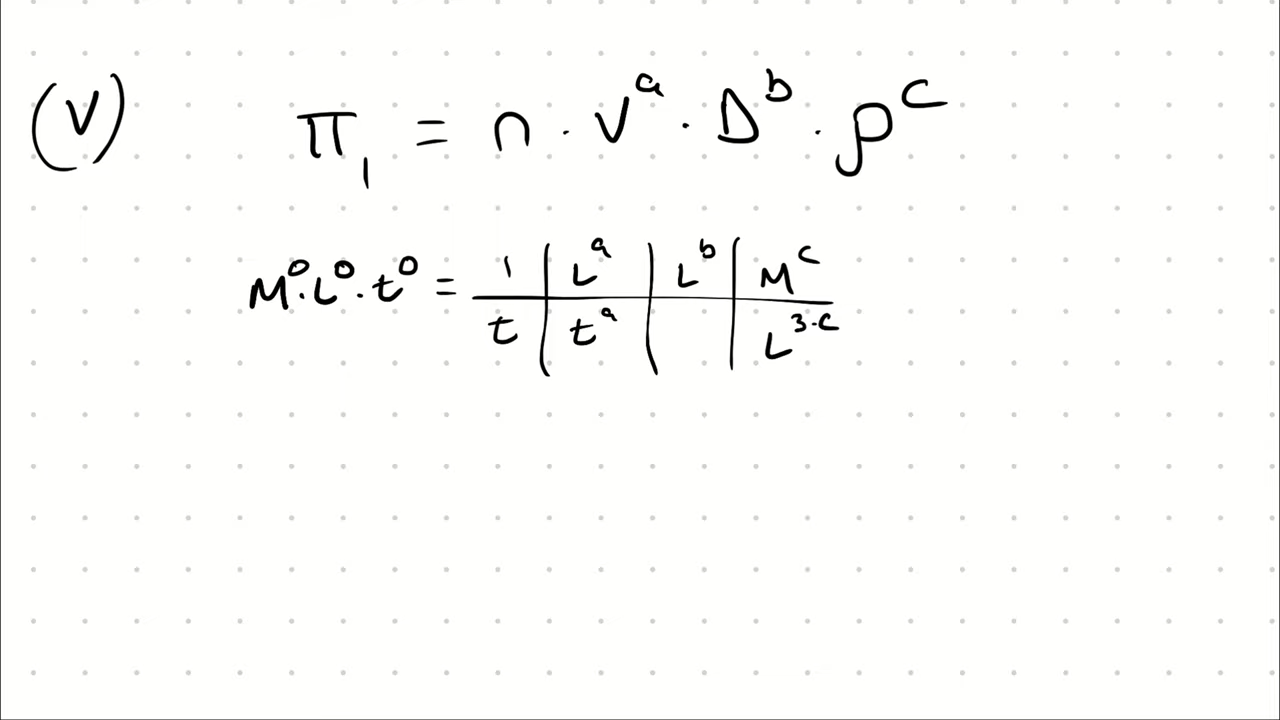 (V) π₁ = n · V^a · D^b · ρ^c
M⁰·L⁰·t⁰ = 1 | L^a | L^b | M^c
t | t^a | | L^3·c